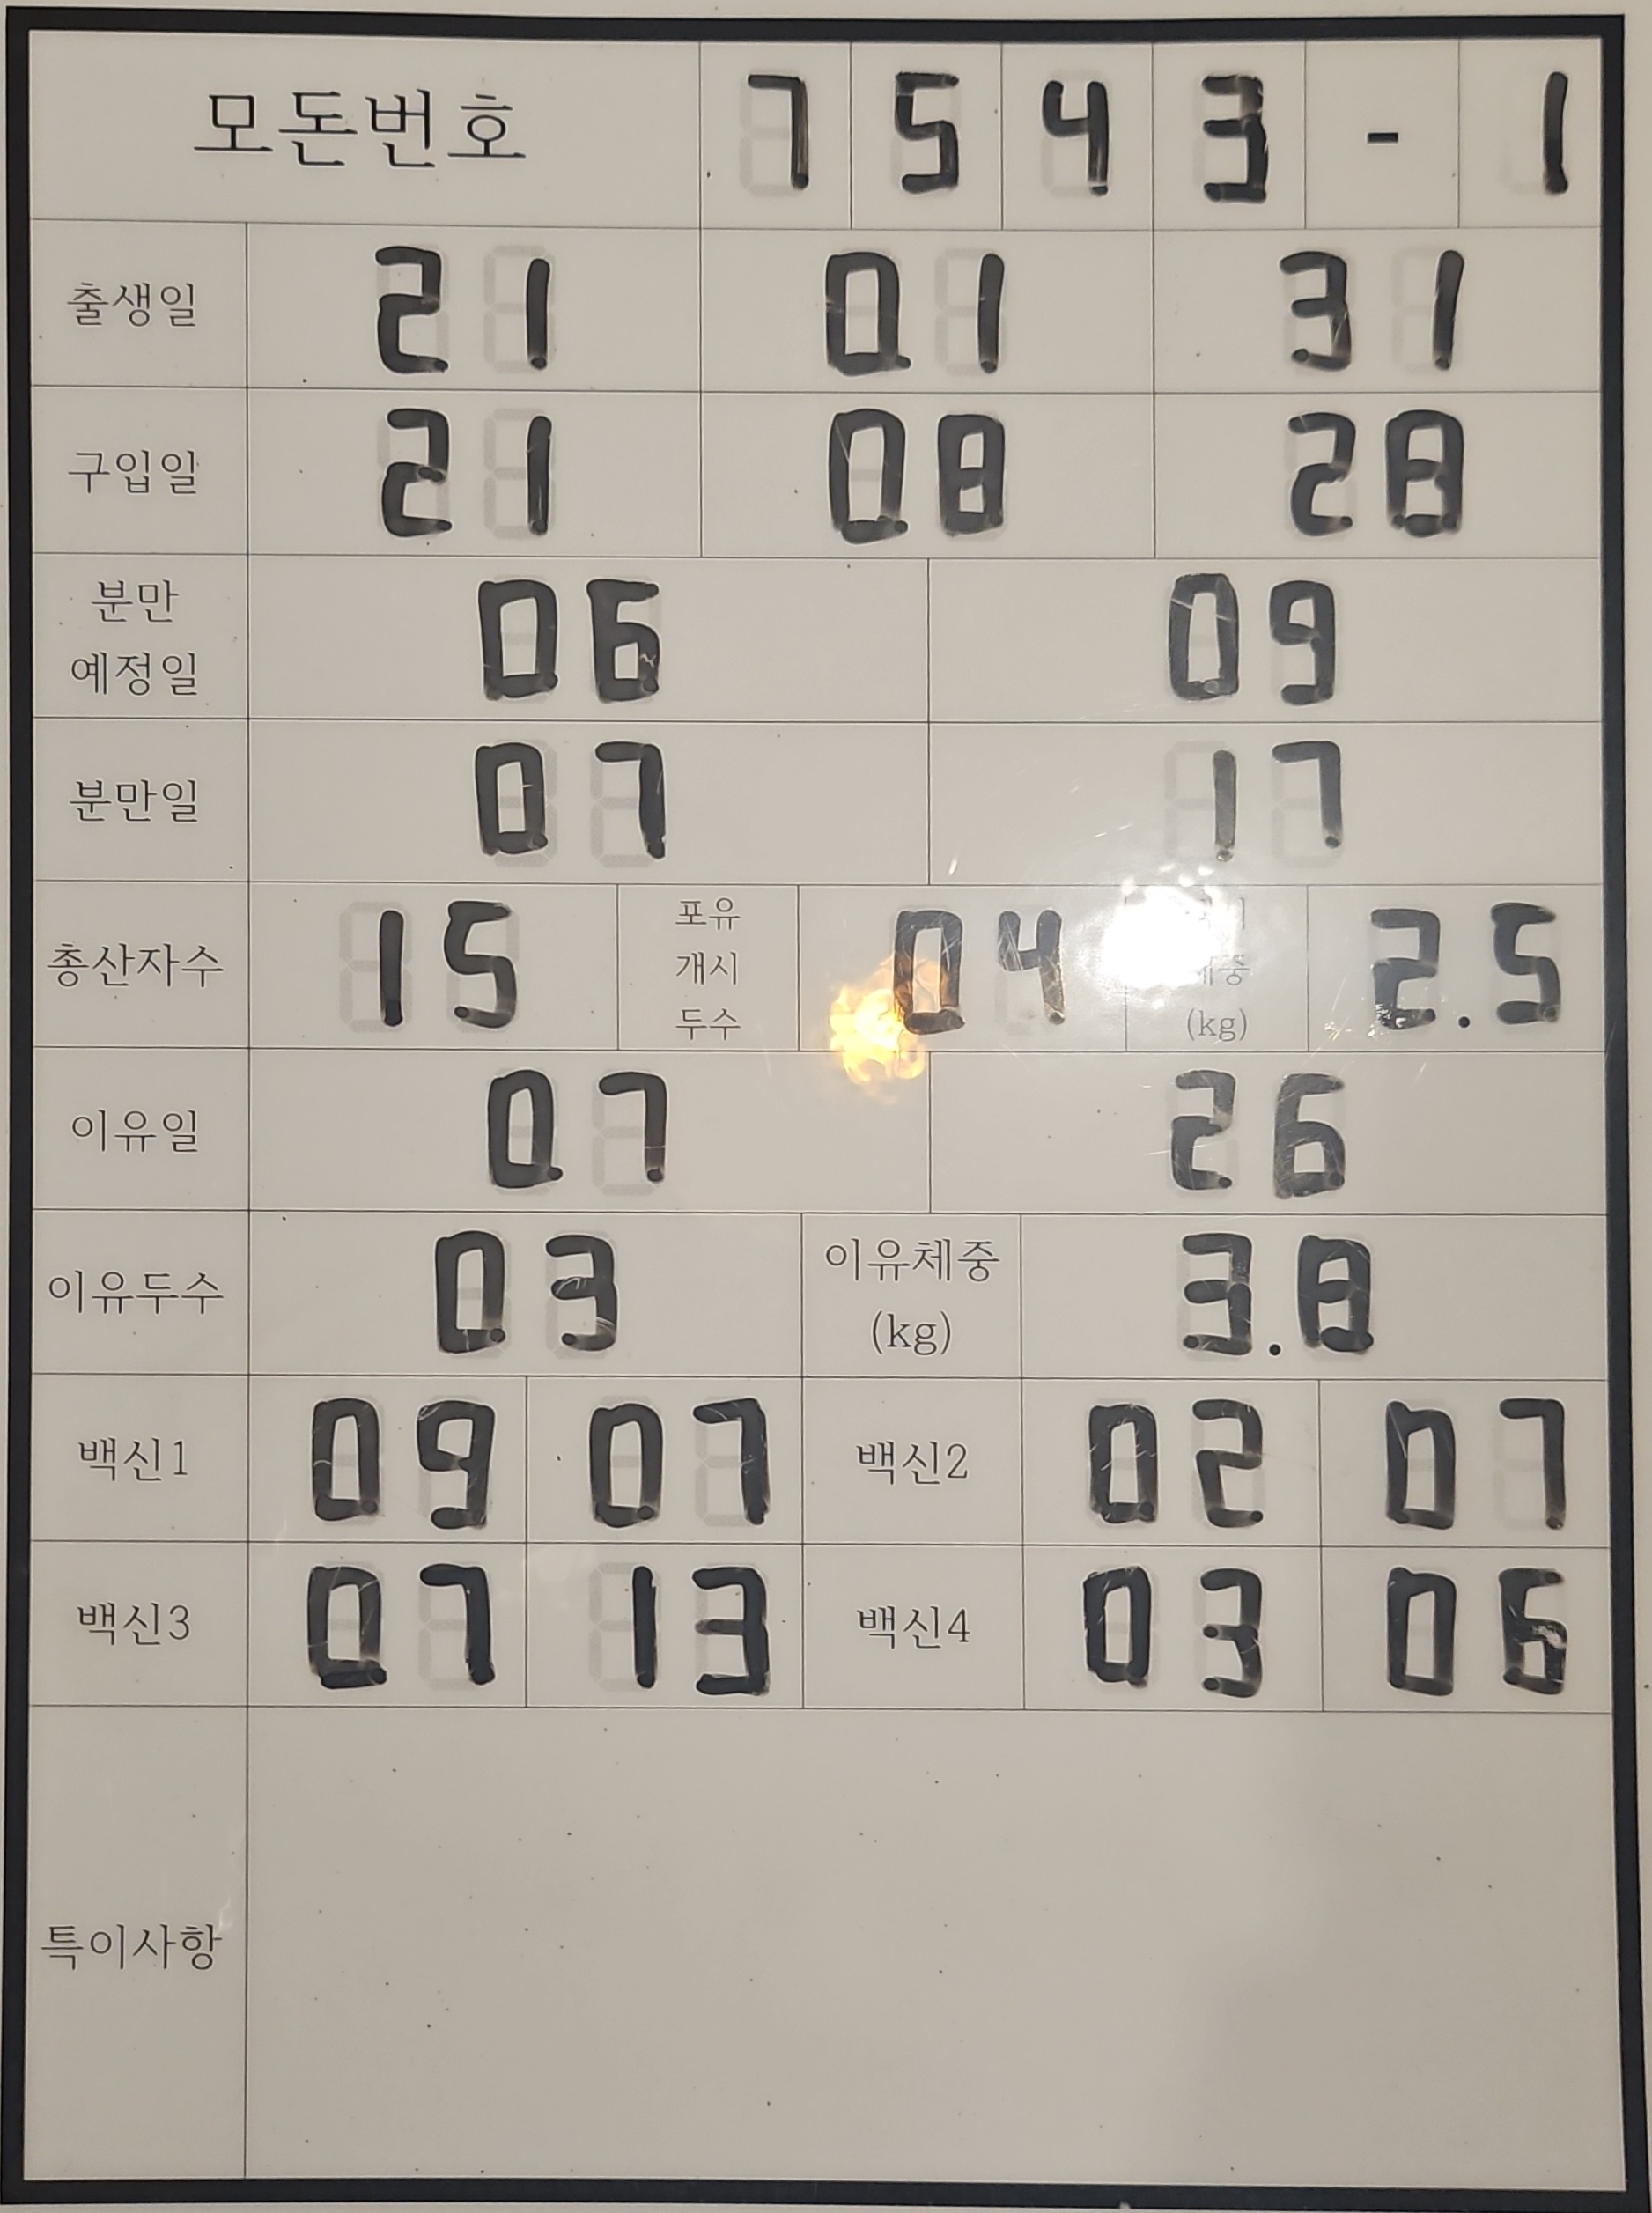 모돈번호 7 5 4 3 - 1
출생일 21 01 31
구입일 21 08 28
분만 예정일 06 09
분만일 07 17
총산자수 15 포유 개시 두수 04 (kg) 2.5
이유일 07 26
이유두수 03 이유체중 (kg) 3.8
백신1 09 07 백신2 02 07
백신3 07 13 백신4 03 06
특이사항